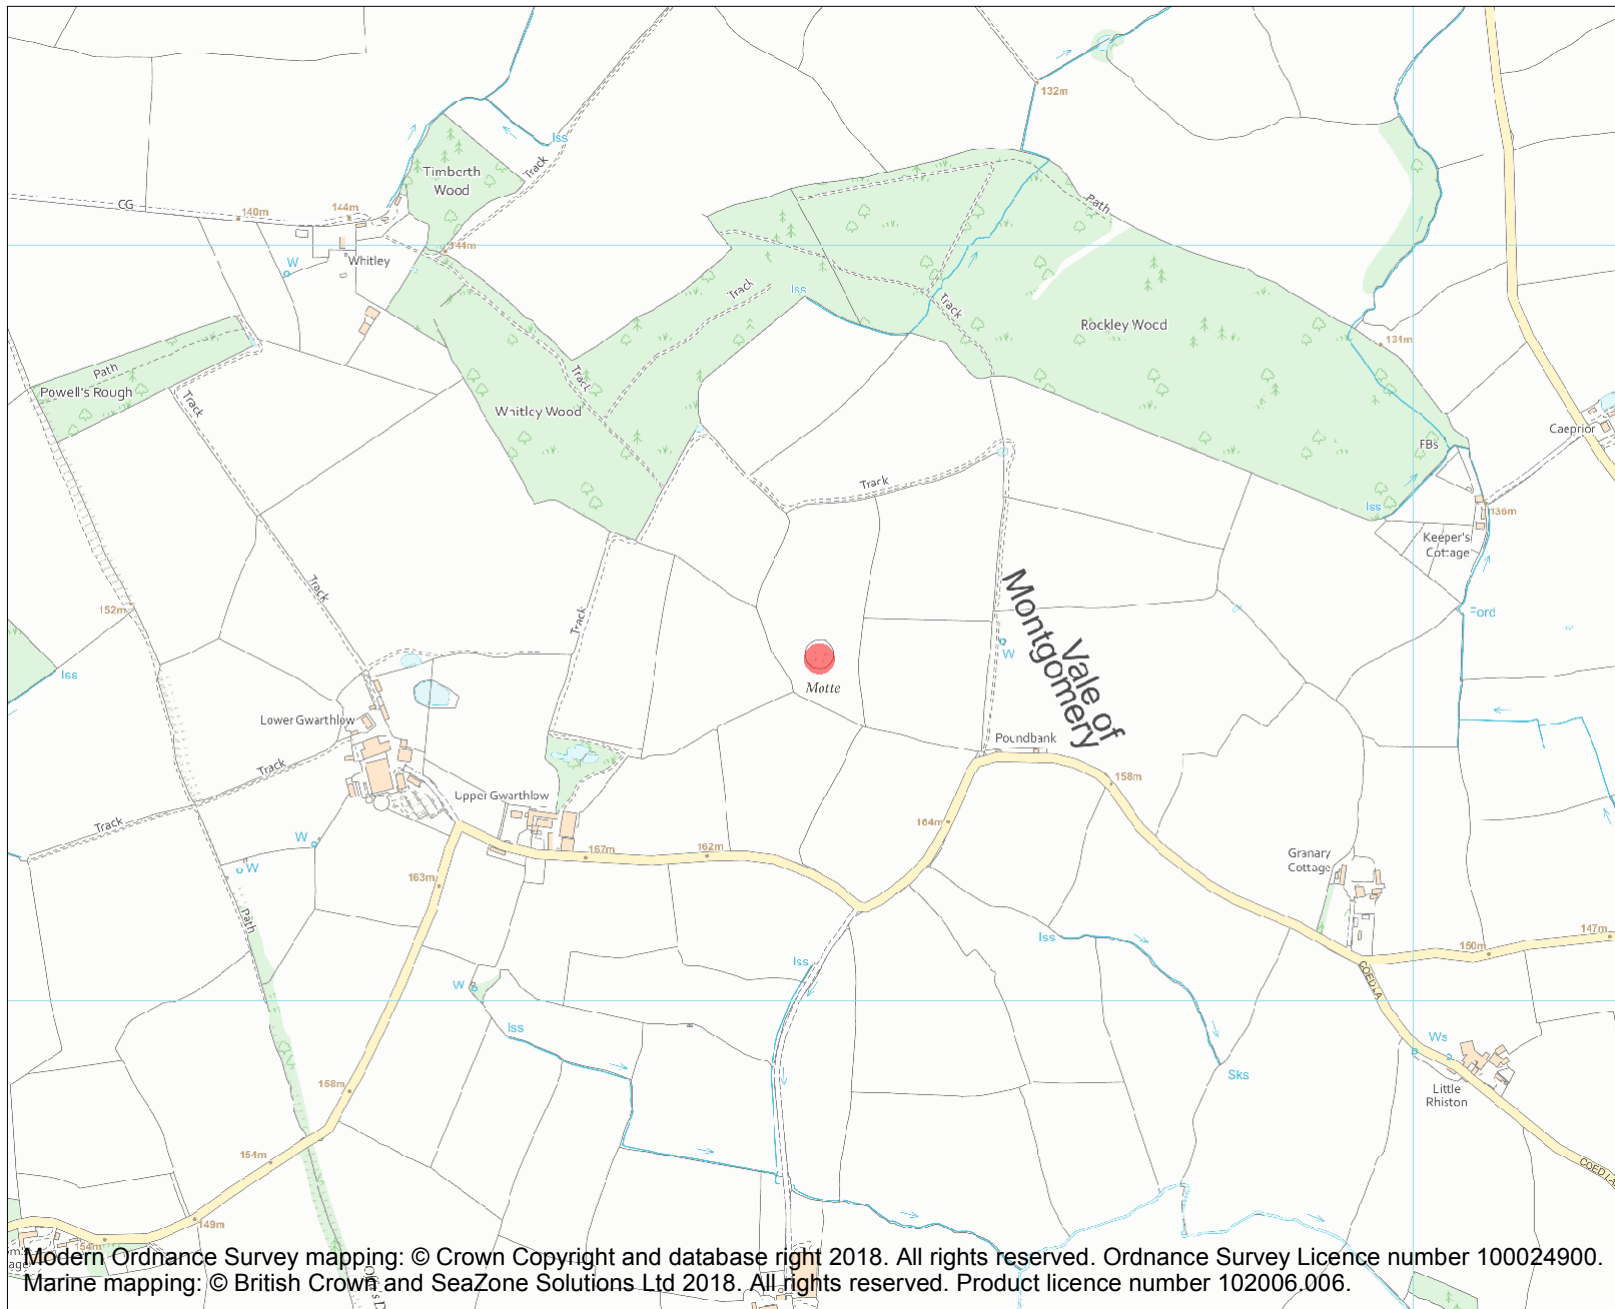 132m
Iss
Timberth
Wood
Track
CG
140m
144m
144m
Path
W
Whitley
Iss
Track
Track
Rockley Wood
131m
Path
Powell's Rough
Track
Track
Whitley Wood
Caeprior
FBs
Track
Iss
136m
Keeper's
Cottage
Track
152m
Track
Ford
Iss
W
Vale of
Montgomery
Motte
Lower Gwarthlow
Poundbank
Track
158m
Upper Gwarthlow
164m
Track
W
W
167m
162m
163m
Granary
Cottage
Path
147m
150m
Iss
Iss
COED LA
W
Iss
Ws
Sks
Little
Rhiston
158m
154m
COED LA
149m
154m
Modern Ordnance Survey mapping: © Crown Copyright and database right 2018. All rights reserved. Ordnance Survey Licence number 100024900.
Marine mapping: © British Crown and SeaZone Solutions Ltd 2018. All rights reserved. Product licence number 102006.006.